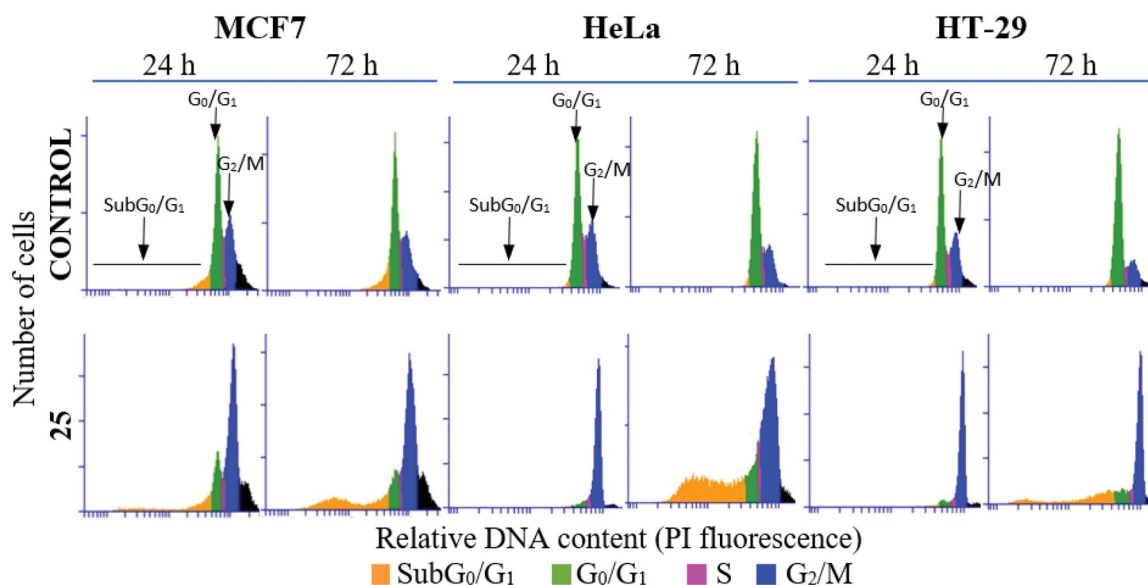 MCF7 HeLa HT-29
24 h 72 h 24 h 72 h 24 h 72 h
G₀/G₁ G₀/G₁ G₀/G₁
G₂/M G₂/M G₂/M
SubG₀/G₁ SubG₀/G₁ SubG₀/G₁
Number of cells
CONTROL
25
Relative DNA content (PI fluorescence)
SubG₀/G₁ G₀/G₁ S G₂/M